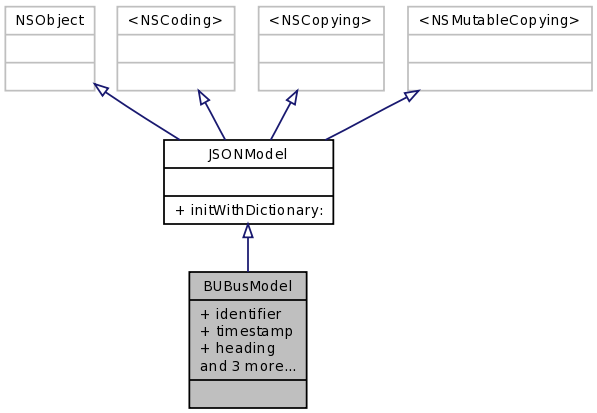 NSObject
<NSCoding>
<NSCopying>
<NSMutableCopying>
JSONModel
+ initWithDictionary:
BUBusModel
+ identifier
+ timestamp
+ heading
and 3 more...